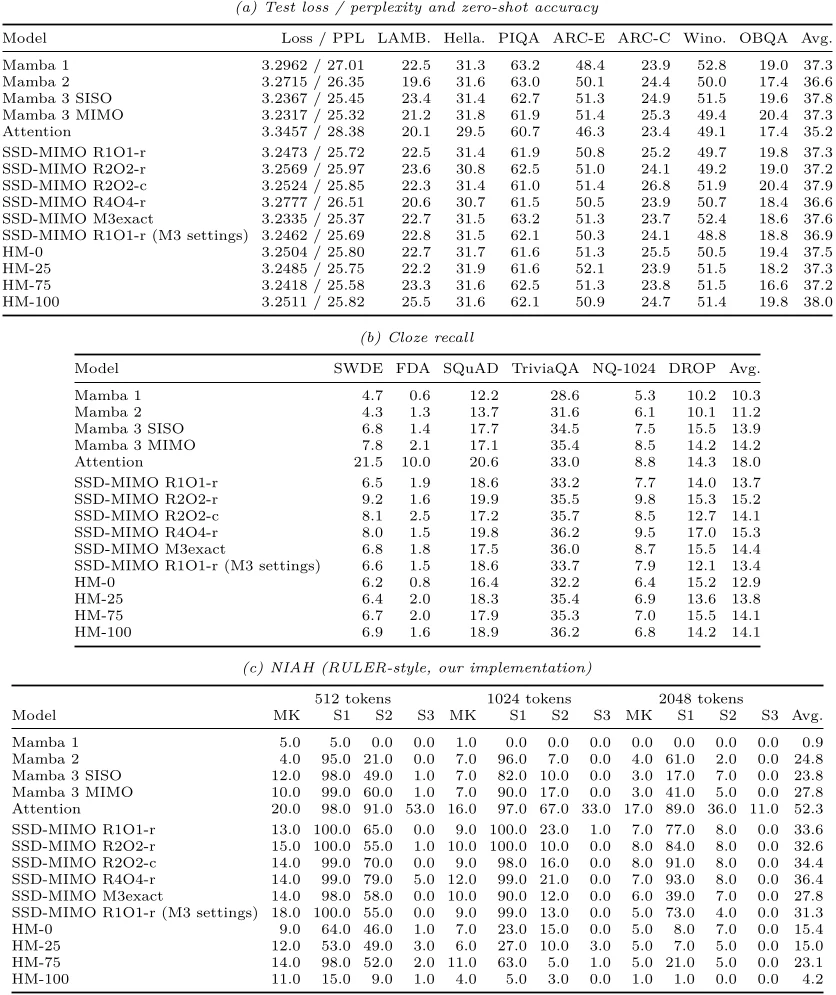 (a) Test loss / perplexity and zero-shot accuracy
Model Loss / PPL LAMB. Hella. PIQA ARC-E ARC-C Wino. OBQA Avg.
Mamba 1 3.2962 / 27.01 22.5 31.3 63.2 48.4 23.9 52.8 19.0 37.3
Mamba 2 3.2715 / 26.35 19.6 31.6 63.0 50.1 24.4 50.0 17.4 36.6
Mamba 3 SISO 3.2367 / 25.45 23.4 31.4 62.7 51.3 24.9 51.5 19.6 37.8
Mamba 3 MIMO 3.2317 / 25.32 21.2 31.8 61.9 51.4 25.3 49.4 20.4 37.3
Attention 3.3457 / 28.38 20.1 29.5 60.7 46.3 23.4 49.1 17.4 35.2
SSD-MIMO R1O1-r 3.2473 / 25.72 22.5 31.4 61.9 50.8 25.2 49.7 19.8 37.3
SSD-MIMO R2O2-r 3.2569 / 25.97 23.6 30.8 62.5 51.0 24.1 49.2 19.0 37.2
SSD-MIMO R2O2-c 3.2524 / 25.85 22.3 31.4 61.0 51.4 26.8 51.9 20.4 37.9
SSD-MIMO R4O4-r 3.2777 / 26.51 20.6 30.7 61.5 50.5 23.9 50.7 18.4 36.6
SSD-MIMO M3exact 3.2335 / 25.37 22.7 31.5 63.2 51.3 23.7 52.4 18.6 37.6
SSD-MIMO R1O1-r (M3 settings) 3.2462 / 25.69 22.8 31.5 62.1 50.3 24.1 48.8 18.8 36.9
HM-0 3.2504 / 25.80 22.7 31.7 61.6 51.3 25.5 50.5 19.4 37.5
HM-25 3.2485 / 25.75 22.2 31.9 61.6 52.1 23.9 51.5 18.2 37.3
HM-75 3.2418 / 25.58 23.3 31.6 62.5 51.3 23.8 51.5 16.6 37.2
HM-100 3.2511 / 25.82 25.5 31.6 62.1 50.9 24.7 51.4 19.8 38.0
(b) Cloze recall
Model SWDE FDA SQuAD TriviaQA NQ-1024 DROP Avg.
Mamba 1 4.7 0.6 12.2 28.6 5.3 10.2 10.3
Mamba 2 4.3 1.3 13.7 31.6 6.1 10.1 11.2
Mamba 3 SISO 6.8 1.4 17.7 34.5 7.5 15.5 13.9
Mamba 3 MIMO 7.8 2.1 17.1 35.4 8.5 14.2 14.2
Attention 21.5 10.0 20.6 33.0 8.8 14.3 18.0
SSD-MIMO R1O1-r 6.5 1.9 18.6 33.2 7.7 14.0 13.7
SSD-MIMO R2O2-r 9.2 1.6 19.9 35.5 9.8 15.3 15.2
SSD-MIMO R2O2-c 8.1 2.5 17.2 35.7 8.5 12.7 14.1
SSD-MIMO R4O4-r 8.0 1.5 19.8 36.2 9.5 17.0 15.3
SSD-MIMO M3exact 6.8 1.8 17.5 36.0 8.7 15.5 14.4
SSD-MIMO R1O1-r (M3 settings) 6.6 1.5 18.6 33.7 7.9 12.1 13.4
HM-0 6.2 0.8 16.4 32.2 6.4 15.2 12.9
HM-25 6.4 2.0 18.3 35.4 6.9 13.6 13.8
HM-75 6.7 2.0 17.9 35.3 7.0 15.5 14.1
HM-100 6.9 1.6 18.9 36.2 6.8 14.2 14.1
(c) NIAH (RULER-style, our implementation)
512 tokens 1024 tokens 2048 tokens
Model MK S1 S2 S3 MK S1 S2 S3 MK S1 S2 S3 Avg.
Mamba 1 5.0 5.0 0.0 0.0 1.0 0.0 0.0 0.0 0.0 0.0 0.0 0.0 0.9
Mamba 2 4.0 95.0 21.0 0.0 7.0 96.0 7.0 0.0 4.0 61.0 2.0 0.0 24.8
Mamba 3 SISO 12.0 98.0 49.0 1.0 7.0 82.0 10.0 0.0 3.0 17.0 7.0 0.0 23.8
Mamba 3 MIMO 10.0 99.0 60.0 1.0 7.0 90.0 17.0 0.0 3.0 41.0 5.0 0.0 27.8
Attention 20.0 98.0 91.0 53.0 16.0 97.0 67.0 33.0 17.0 89.0 36.0 11.0 52.3
SSD-MIMO R1O1-r 13.0 100.0 65.0 0.0 9.0 100.0 23.0 1.0 7.0 77.0 8.0 0.0 33.6
SSD-MIMO R2O2-r 15.0 100.0 55.0 1.0 10.0 100.0 10.0 0.0 8.0 84.0 8.0 0.0 32.6
SSD-MIMO R2O2-c 14.0 99.0 70.0 0.0 9.0 98.0 16.0 0.0 8.0 91.0 8.0 0.0 34.4
SSD-MIMO R4O4-r 14.0 99.0 79.0 5.0 12.0 99.0 21.0 0.0 7.0 93.0 8.0 0.0 36.4
SSD-MIMO M3exact 14.0 98.0 58.0 0.0 10.0 90.0 12.0 0.0 6.0 39.0 7.0 0.0 27.8
SSD-MIMO R1O1-r (M3 settings) 18.0 100.0 55.0 0.0 9.0 99.0 13.0 0.0 5.0 73.0 4.0 0.0 31.3
HM-0 9.0 64.0 46.0 1.0 7.0 23.0 15.0 0.0 5.0 8.0 7.0 0.0 15.4
HM-25 12.0 53.0 49.0 3.0 6.0 27.0 10.0 3.0 5.0 7.0 5.0 0.0 15.0
HM-75 14.0 98.0 52.0 2.0 11.0 63.0 5.0 1.0 5.0 21.0 5.0 0.0 23.1
HM-100 11.0 15.0 9.0 1.0 4.0 5.0 3.0 0.0 1.0 1.0 0.0 0.0 4.2